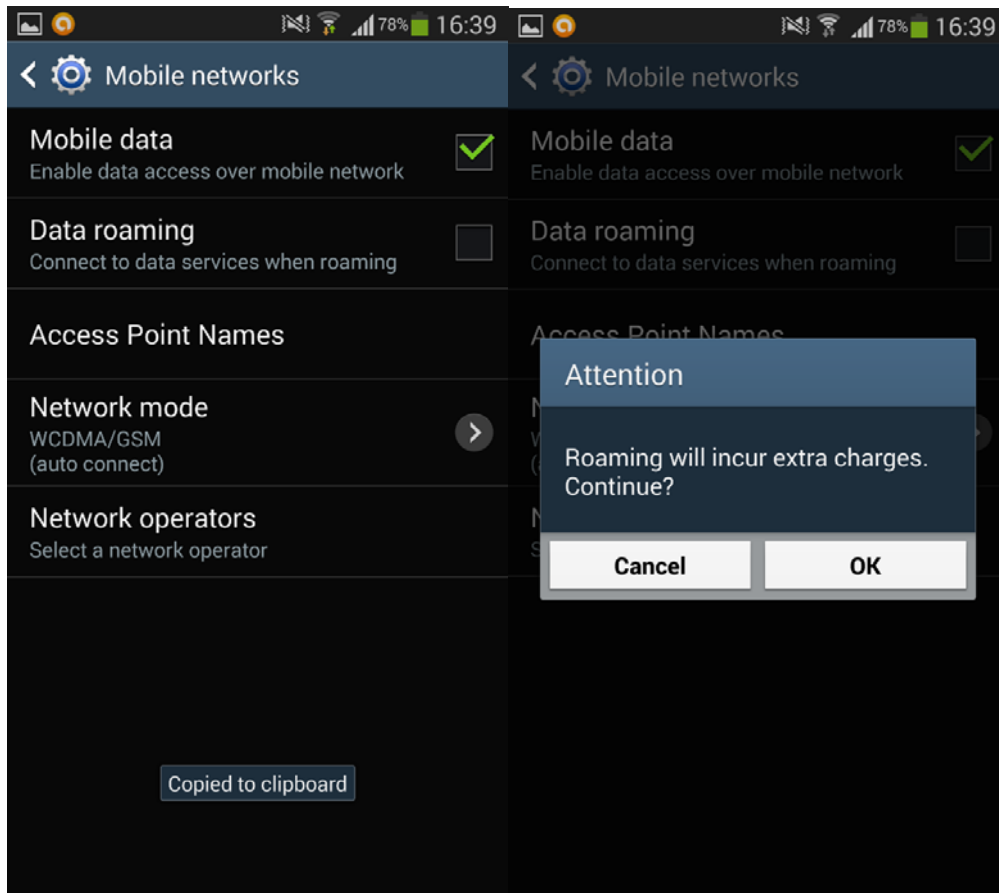 78% 16:39
Mobile networks
Mobile data
Enable data access over mobile network
Data roaming
Connect to data services when roaming
Access Point Names
Network mode
WCDMA/GSM
(auto connect)
Network operators
Select a network operator
Copied to clipboard
78% 16:39
Mobile networks
Mobile data
Enable data access over mobile network
Data roaming
Connect to data services when roaming
Access Point Names
Attention
Roaming will incur extra charges.
Continue?
Cancel OK